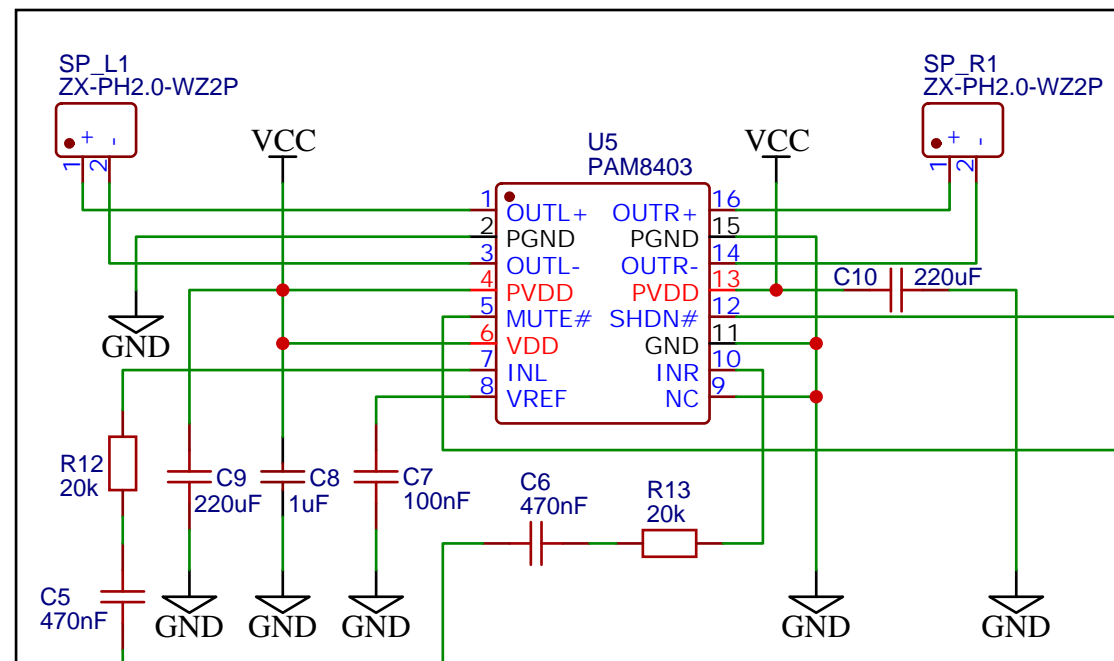 SP_L1
ZX-PH2.0-WZ2P
+ -
1 2
VCC
U5
PAM8403
VCC
SP_R1
ZX-PH2.0-WZ2P
+ -
1 2
1 OUTL+ OUTR+ 16
2 PGND PGND 15
3 OUTL- OUTR- 14
4 PVDD PVDD 13
5 MUTE# SHDN# 12
6 VDD GND 11
7 INL INR 10
8 VREF NC 9
C10 220uF
GND
R12
20k
C9
220uF
C8
1uF
C7
100nF
C6
470nF
R13
20k
C5
470nF
GND
GND
GND
GND
GND